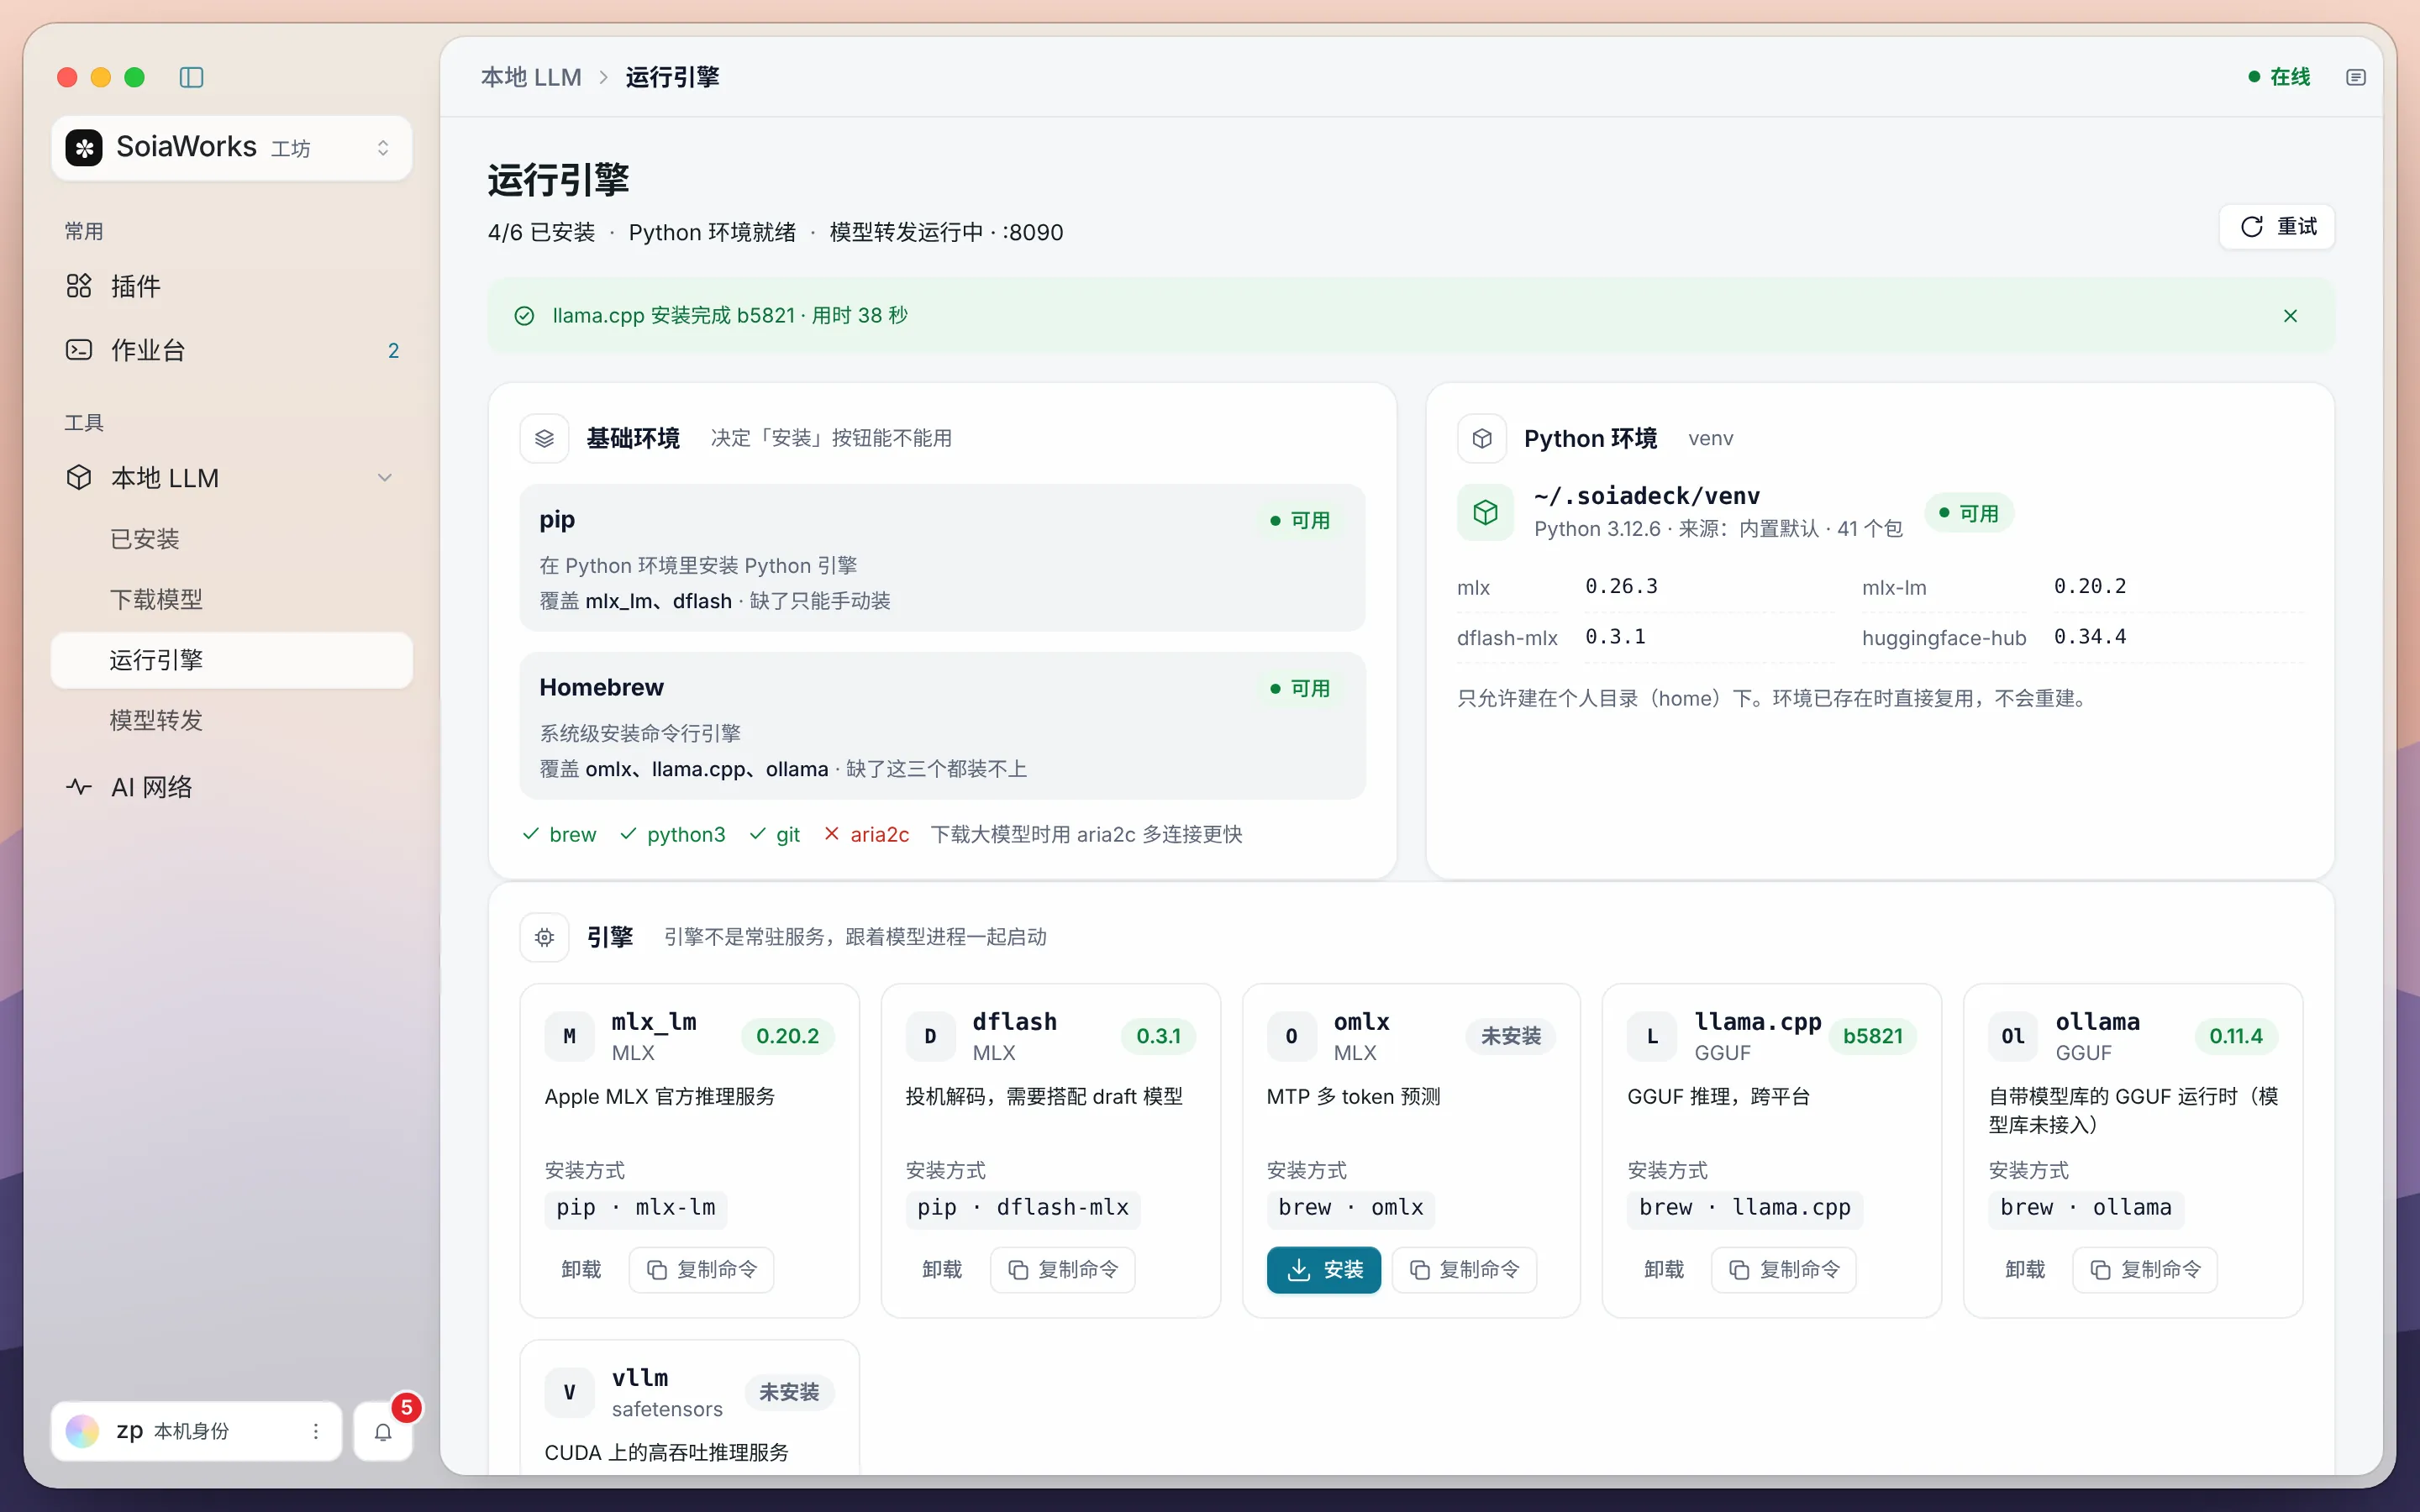 SoiaWorks 工坊
常用
插件
作业台 2
工具
本地 LLM
已安装
下载模型
运行引擎
模型转发
AI 网络
zp 本机身份
5
本地 LLM 运行引擎
在线
运行引擎
4/6 已安装 · Python 环境就绪 · 模型转发运行中 · :8090
重试
llama.cpp 安装完成 b5821 · 用时 38 秒
基础环境 决定「安装」按钮能不能用
pip 可用
在 Python 环境里安装 Python 引擎
覆盖 mlx_lm、dflash · 缺了只能手动装
Homebrew 可用
系统级安装命令行引擎
覆盖 omlx、llama.cpp、ollama · 缺了这三个都装不上
brew python3 git aria2c 下载大模型时用 aria2c 多连接更快
Python 环境 venv
~/.soiadeck/venv
Python 3.12.6 · 来源：内置默认 · 41 个包
可用
mlx 0.26.3 mlx-lm 0.20.2
dflash-mlx 0.3.1 huggingface-hub 0.34.4
只允许建在个人目录（home）下。环境已存在时直接复用，不会重建。
引擎 引擎不是常驻服务，跟着模型进程一起启动
M mlx_lm 0.20.2
MLX
Apple MLX 官方推理服务
安装方式
pip · mlx-lm
卸载 复制命令
D dflash 0.3.1
MLX
投机解码，需要搭配 draft 模型
安装方式
pip · dflash-mlx
卸载 复制命令
O omlx 未安装
MLX
MTP 多 token 预测
安装方式
brew · omlx
安装 复制命令
L llama.cpp b5821
GGUF
GGUF 推理，跨平台
安装方式
brew · llama.cpp
卸载 复制命令
Ol ollama 0.11.4
GGUF
自带模型库的 GGUF 运行时（模
型库未接入）
安装方式
brew · ollama
卸载 复制命令
V vllm 未安装
safetensors
CUDA 上的高吞吐推理服务